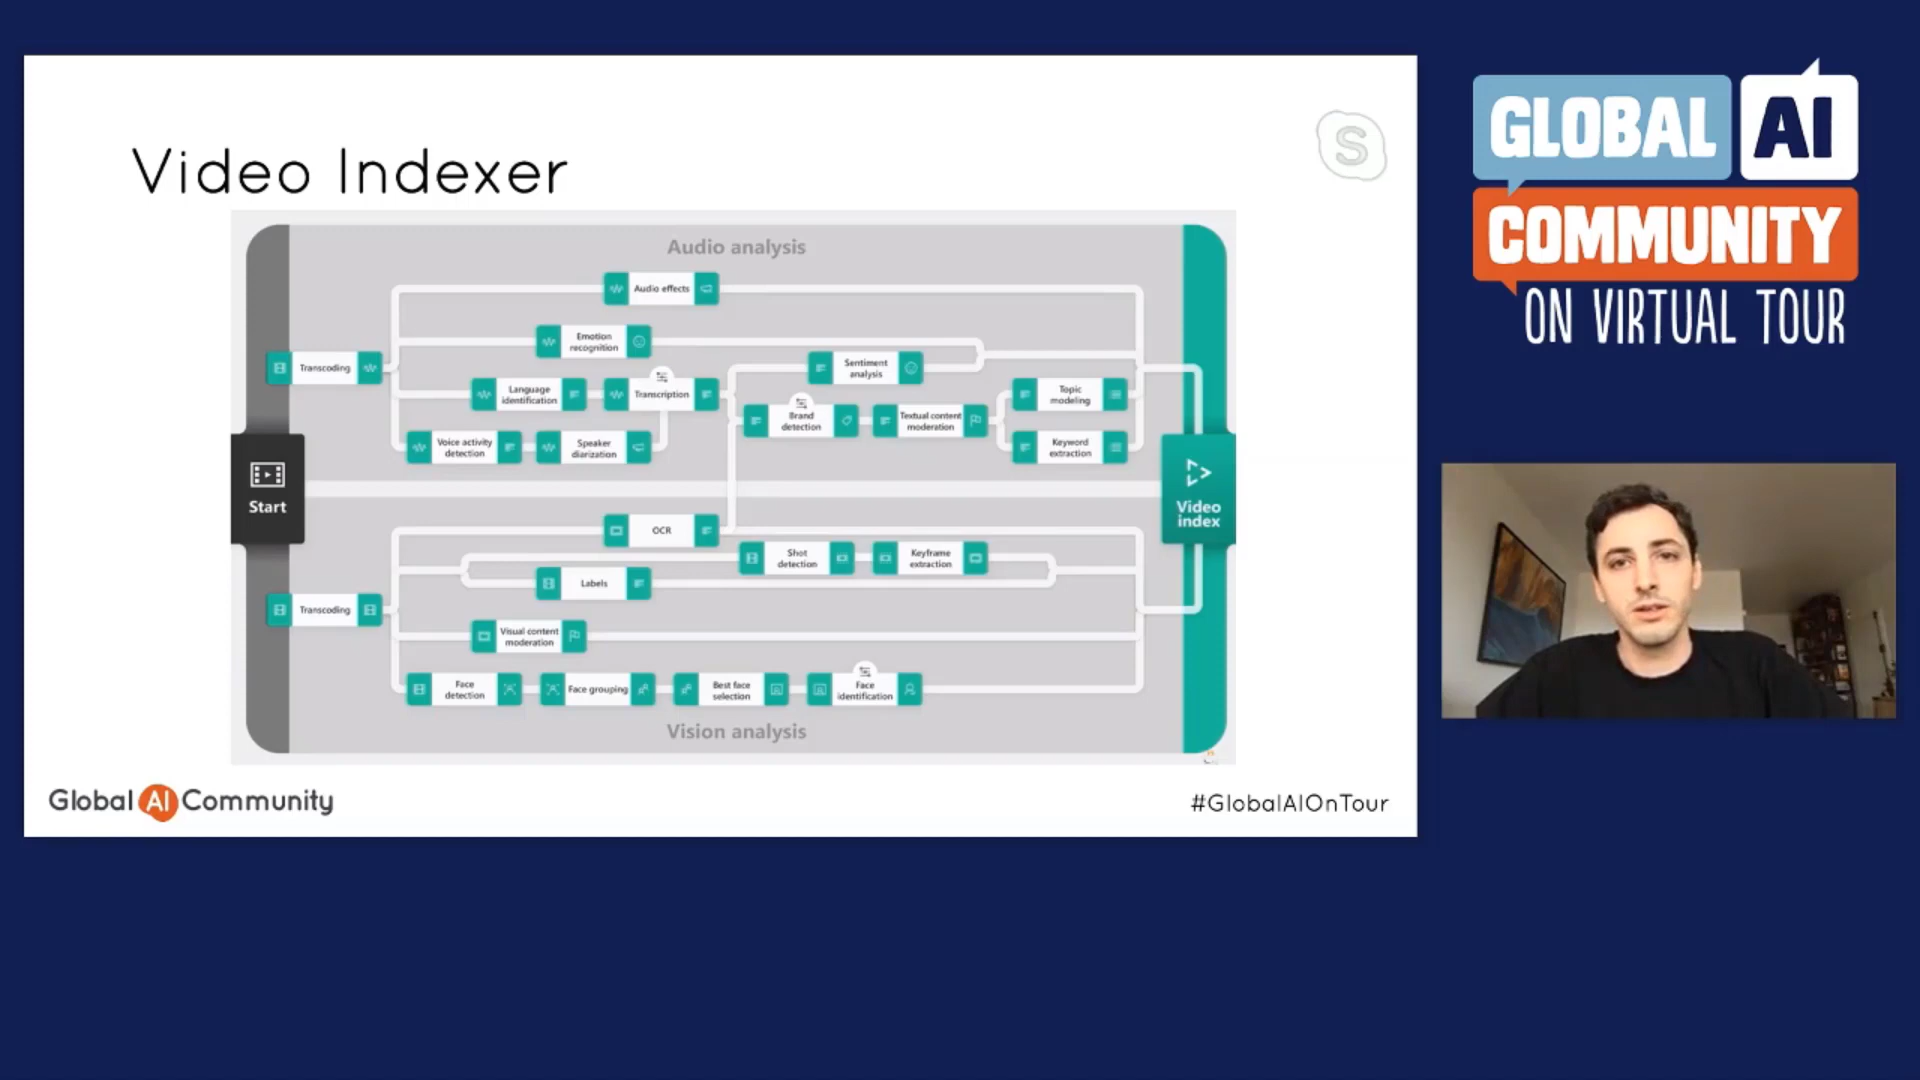 Video Indexer
S
Audio analysis
Audio effects
Emotion
recognition
Transcoding
Sentiment
analysis
Language
identification
Transcription
Topic
modeling
Brand
detection
Textual content
moderation
Voice activity
detection
Speaker
diarization
Keyword
extraction
Start
Video
index
OCR
Shot
detection
Keyframe
extraction
Labels
Transcoding
Visual content
moderation
Face
detection
Face grouping
Best face
selection
Face
identification
Vision analysis
Global AI Community
#GlobalAIOnTour
GLOBAL AI
COMMUNITY
ON VIRTUAL TOUR